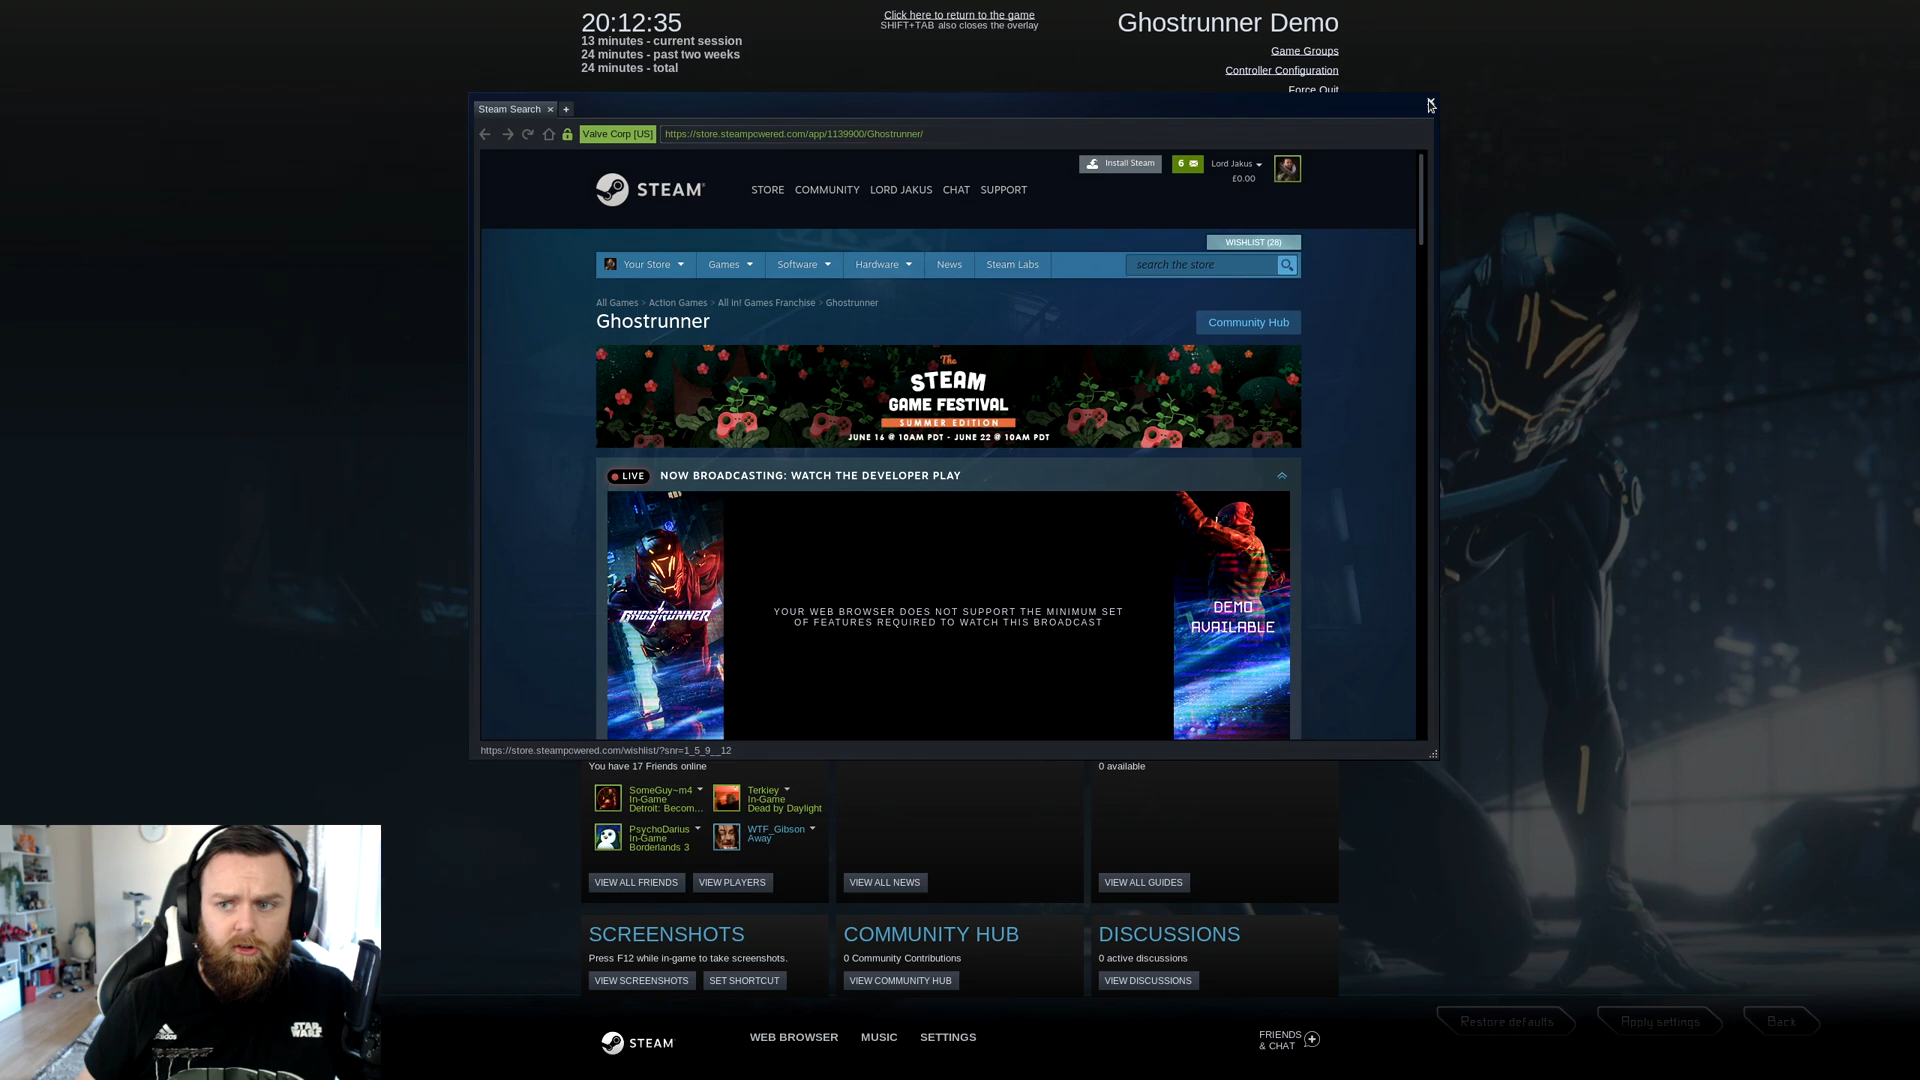 20:12:35
13 minutes - current session
24 minutes - past two weeks
24 minutes - total
Click here to return to the game
SHIFT+TAB also closes the overlay
Ghostrunner Demo
Game Groups
Controller Configuration
Force Quit
Steam Search
Valve Corp [US]
https://store.steampowered.com/app/1139900/Ghostrunner/
Install Steam
6
Lord Jakus
£0.00
STEAM
STORE
COMMUNITY
LORD JAKUS
CHAT
SUPPORT
WISHLIST (28)
Your Store
Games
Software
Hardware
News
Steam Labs
search the store
All Games > Action Games > All in! Games Franchise > Ghostrunner
Ghostrunner
Community Hub
The
STEAM
GAME FESTIVAL
SUMMER EDITION
JUNE 16 @ 10AM PDT - JUNE 22 @ 10AM PDT
LIVE
NOW BROADCASTING: WATCH THE DEVELOPER PLAY
GHOSTRUNNER
YOUR WEB BROWSER DOES NOT SUPPORT THE MINIMUM SET
OF FEATURES REQUIRED TO WATCH THIS BROADCAST
DEMO
AVAILABLE
https://store.steampowered.com/wishlist/?snr=1_5_9__12
You have 17 Friends online
0 available
SomeGuy~m4
In-Game
Detroit: Becom...
Terkiey
In-Game
Dead by Daylight
PsychoDarius
In-Game
Borderlands 3
WTF_Gibson
Away
VIEW ALL FRIENDS
VIEW PLAYERS
VIEW ALL NEWS
VIEW ALL GUIDES
SCREENSHOTS
Press F12 while in-game to take screenshots.
VIEW SCREENSHOTS
SET SHORTCUT
COMMUNITY HUB
0 Community Contributions
VIEW COMMUNITY HUB
DISCUSSIONS
0 active discussions
VIEW DISCUSSIONS
Restore defaults
Apply settings
Back
STEAM
WEB BROWSER
MUSIC
SETTINGS
FRIENDS
& CHAT
adidas
STAR
WARS